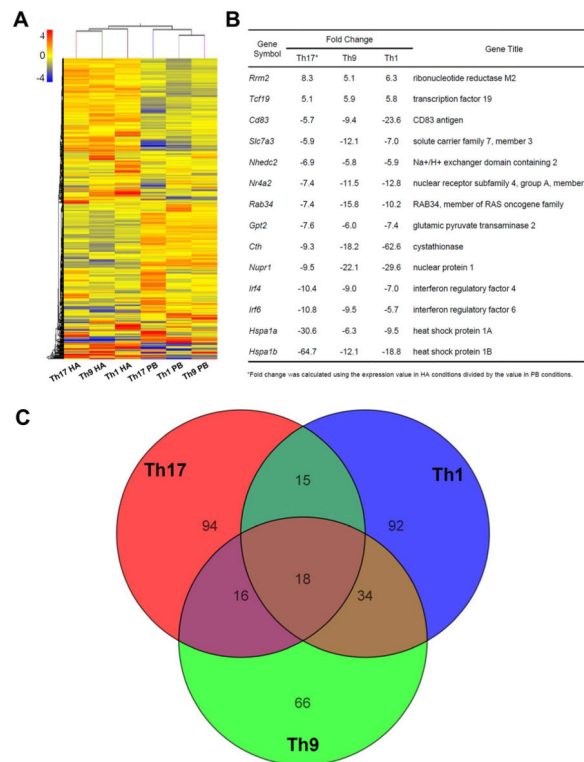 A
4
0
-4
Th17 HA
Th9 HA
Th1 HA
Th17 PB
Th1 PB
Th9 PB
B
Gene Symbol Fold Change Gene Title
Th17* Th9 Th1
Rrm2 8.3 5.1 6.3 ribonucleotide reductase M2
Tcf19 5.1 5.9 5.8 transcription factor 19
Cd83 -5.7 -9.4 -23.6 CD83 antigen
Slc7a3 -5.9 -12.1 -7.0 solute carrier family 7, member 3
Nhedc2 -6.9 -5.8 -5.9 Na+/H+ exchanger domain containing 2
Nr4a2 -7.4 -11.5 -12.8 nuclear receptor subfamily 4, group A, member
Rab34 -7.4 -15.8 -10.2 RAB34, member of RAS oncogene family
Gpt2 -7.6 -6.0 -7.4 glutamic pyruvate transaminase 2
Cth -9.3 -18.2 -62.6 cystathionase
Nupr1 -9.5 -22.1 -29.6 nuclear protein 1
Irf4 -10.4 -9.0 -7.0 interferon regulatory factor 4
Irf6 -10.8 -9.5 -5.7 interferon regulatory factor 6
Hspa1a -30.6 -6.3 -9.5 heat shock protein 1A
Hspa1b -64.7 -12.1 -18.8 heat shock protein 1B
*Fold change was calculated using the expression value in HA conditions divided by the value in PB conditions.
C
Th17
Th1
15
94
92
18
16
34
66
Th9